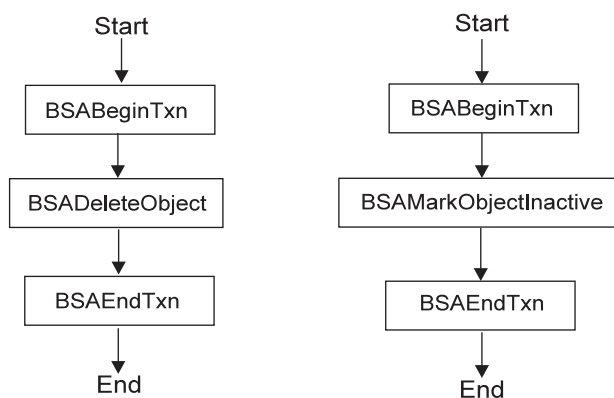 Start
BSABeginTxn
BSADeleteObject
BSAEndTxn
End
Start
BSABeginTxn
BSAMarkObjectInactive
BSAEndTxn
End